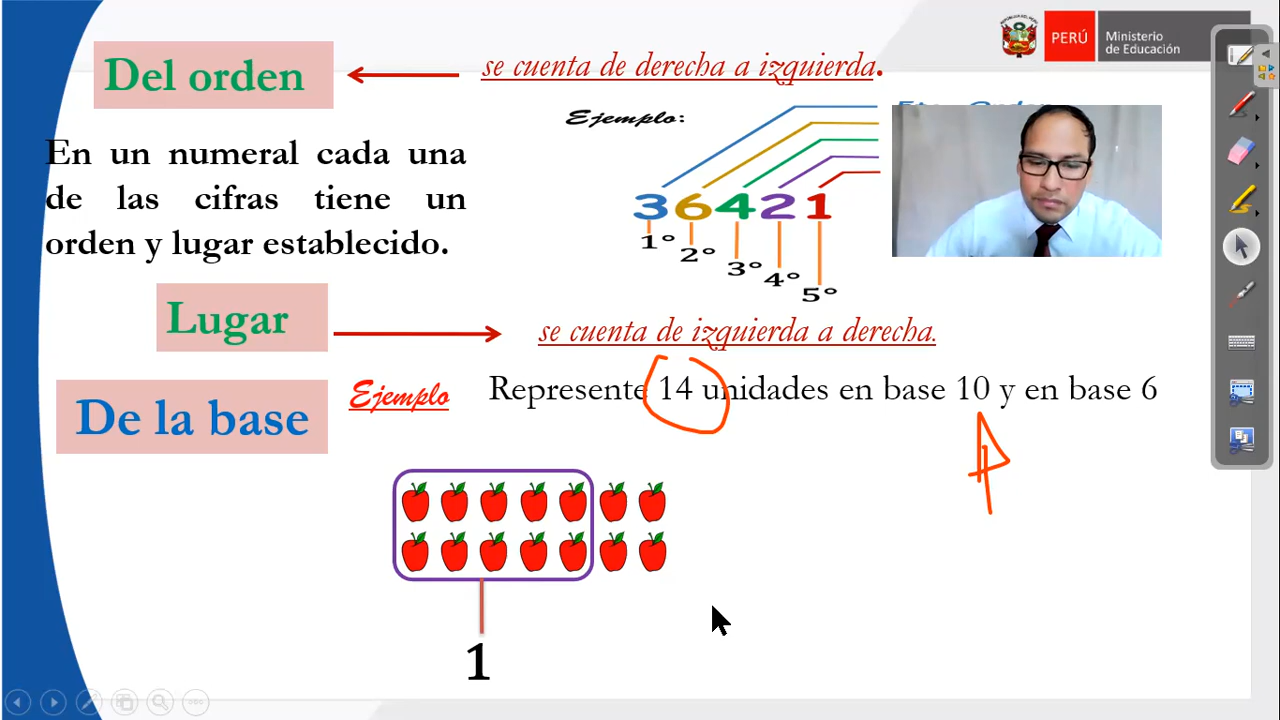 PERÚ
Ministerio
de Educación
Del orden
se cuenta de derecha a izquierda.
Ejemplo:
En un numeral cada una
de las cifras tiene un
orden y lugar establecido.
36421
1° 2° 3° 4° 5°
Lugar
se cuenta de izquierda a derecha.
De la base
Ejemplo
Represente 14 unidades en base 10 y en base 6
1